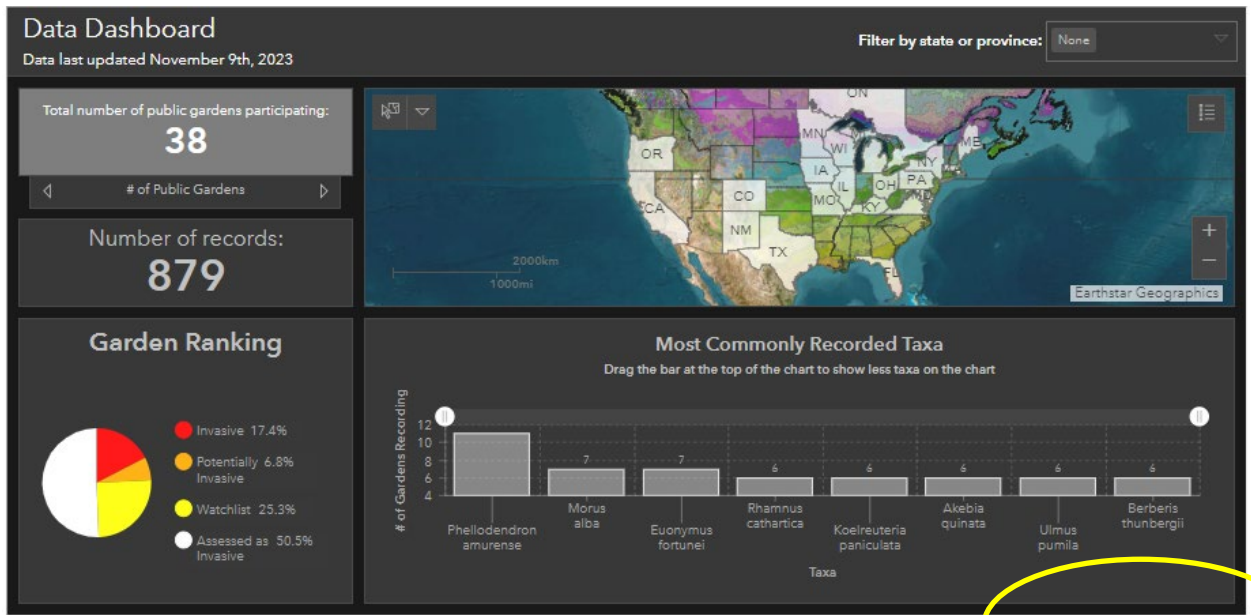 Data Dashboard
Data last updated November 9th, 2023
Filter by state or province:
None
Total number of public gardens participating:
38
# of Public Gardens
Number of records:
879
ON
MN
MI
WI
ME
OR
NY
IA
PA
IL
OH
CO
MO
KY
CA
NM
TX
FL
2000km
1000mi
Earthstar Geographics
Garden Ranking
Invasive 17.4%
Potentially 6.8%
Invasive
Watchlist 25.3%
Assessed as 50.5%
Invasive
Most Commonly Recorded Taxa
Drag the bar at the top of the chart to show less taxa on the chart
# of Gardens Recording
12
10
8
6
4
7
7
6
6
6
6
6
Phellodendron
amurense
Morus
alba
Euonymus
fortunei
Rhamnus
cathartica
Koelreuteria
paniculata
Akebia
quinata
Ulmus
pumila
Berberis
thunbergii
Taxa